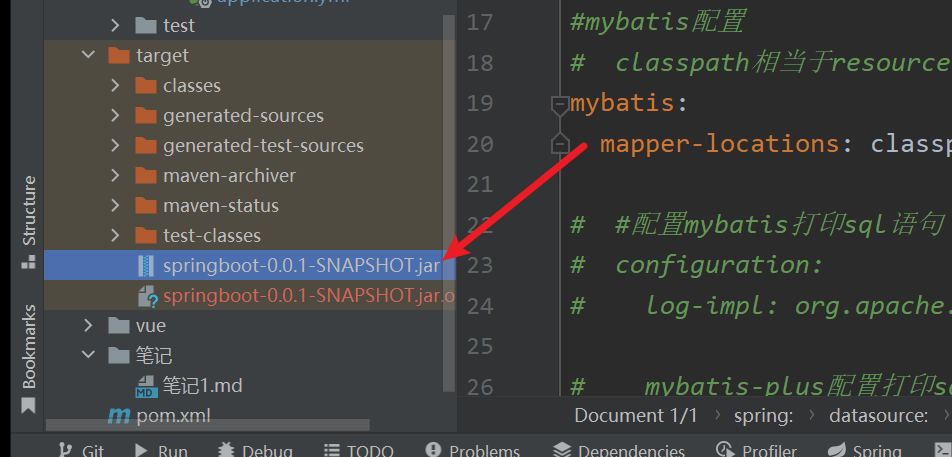 application.yml
test
target
classes
generated-sources
generated-test-sources
maven-archiver
maven-status
test-classes
springboot-0.0.1-SNAPSHOT.jar
springboot-0.0.1-SNAPSHOT.jar.o
vue
笔记
笔记1.md
pom.xml
Structure
Bookmarks
17 #mybatis配置
18 #  classpath相当于resource
19 mybatis:
20 mapper-locations: classp
21
22 #  #配置mybatis打印sql语句
23 #  configuration:
24 #    log-impl: org.apache.
25
26 #    mybatis-plus配置打印sq
Document 1/1 › spring: › datasource: ›
Git Run Debug TODO Problems Dependencies Profiler Spring